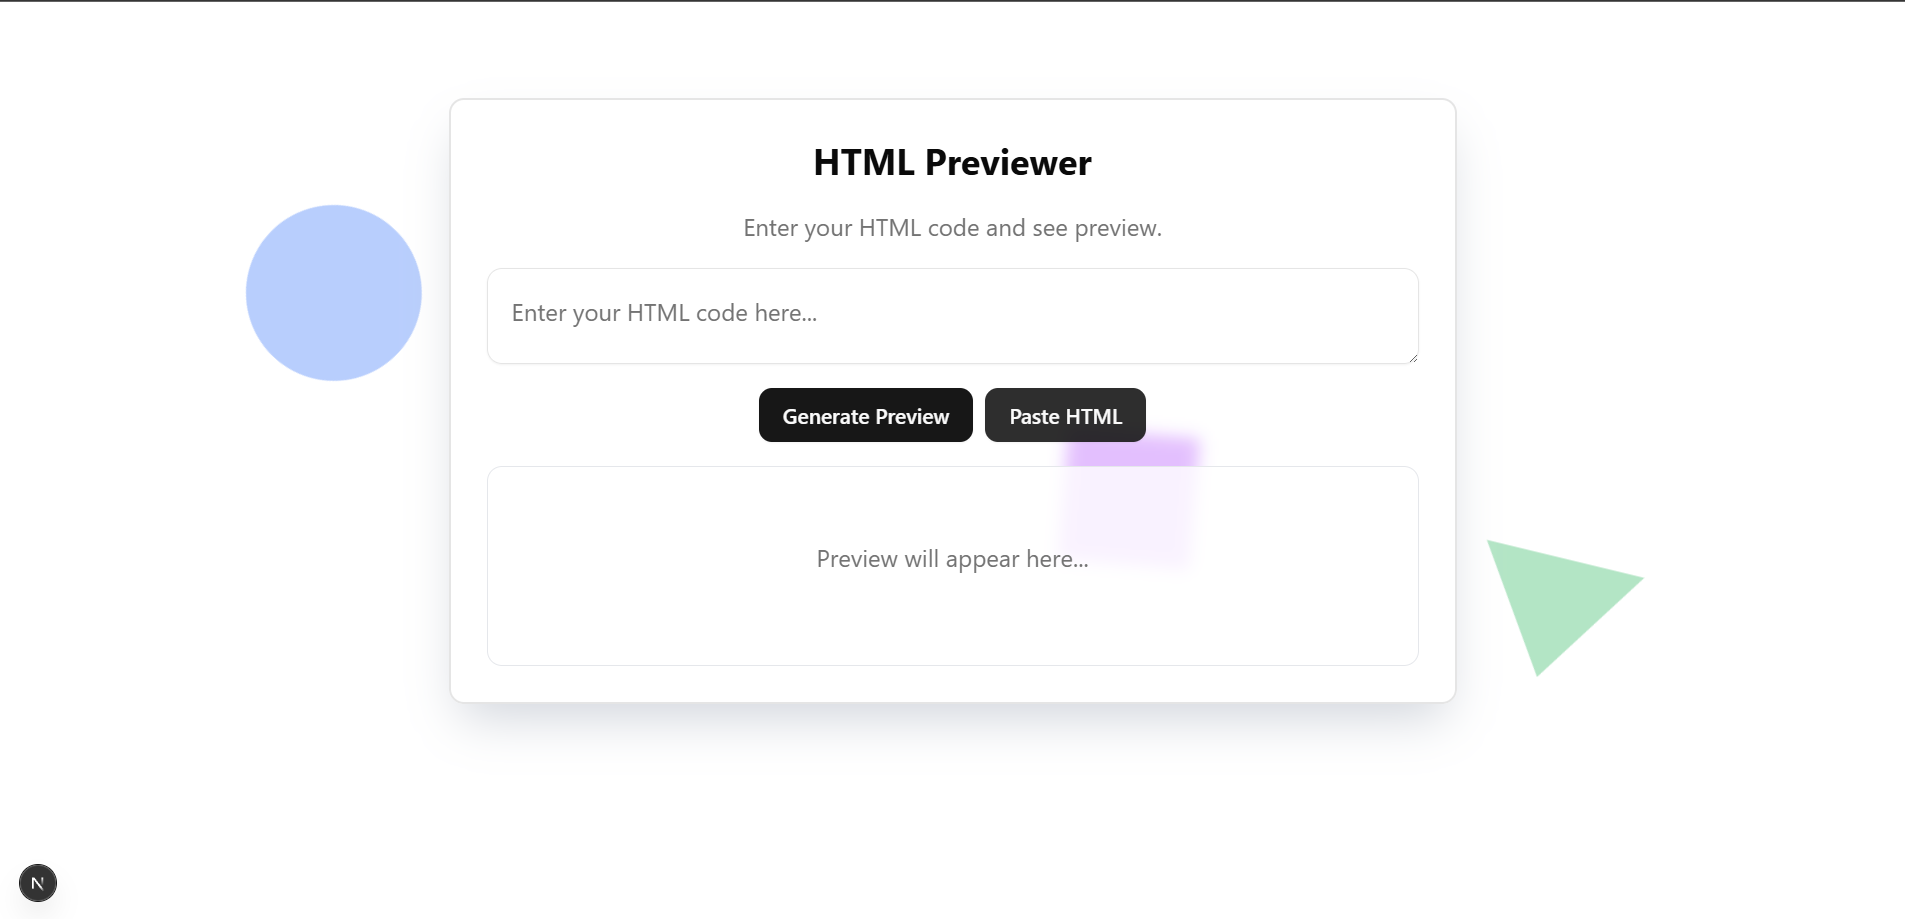 HTML Previewer
Enter your HTML code and see preview.
Enter your HTML code here...
Generate Preview
Paste HTML
Preview will appear here...
N